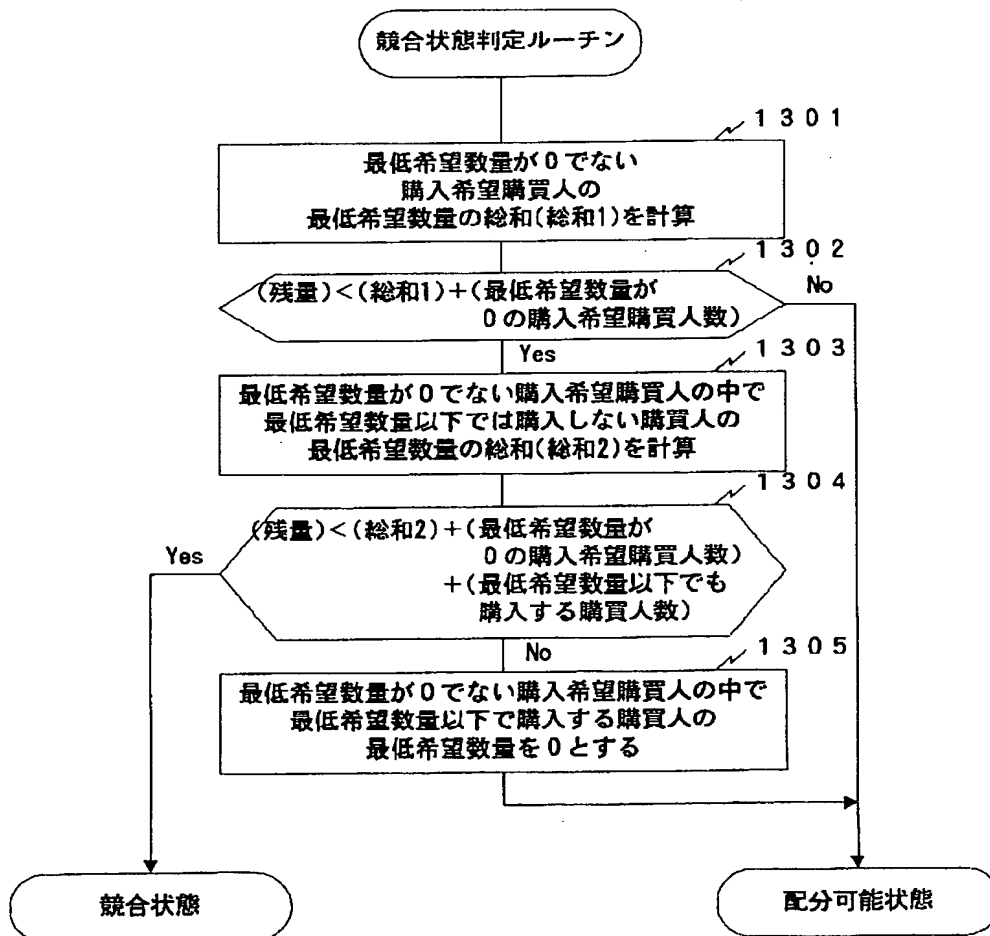 競合状態判定ルーチン
1301
最低希望数量が0でない
購入希望購買人の
最低希望数量の総和(総和1)を計算
1302
(残量)<(総和1)+(最低希望数量が
0の購入希望購買人数)
No
Yes
1303
最低希望数量が0でない購入希望購買人の中で
最低希望数量以下では購入しない購買人の
最低希望数量の総和(総和2)を計算
1304
(残量)<(総和2)+(最低希望数量が
0の購入希望購買人数)
+(最低希望数量以下でも
購入する購買人数)
Yes
No
1305
最低希望数量が0でない購入希望購買人の中で
最低希望数量以下で購入する購買人の
最低希望数量を0とする
競合状態
配分可能状態